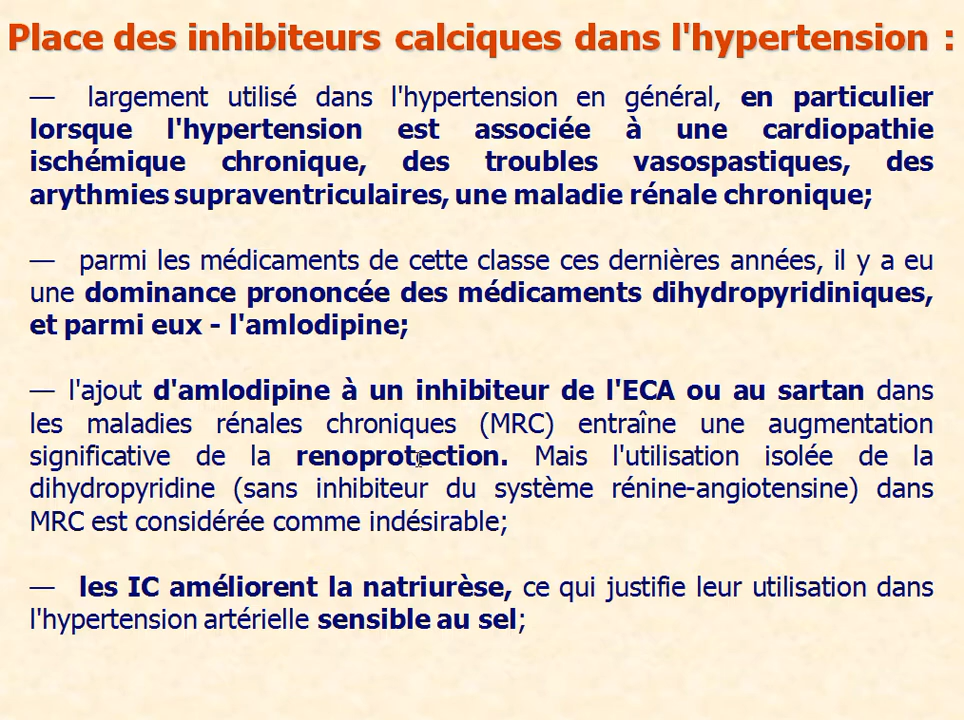 Place des inhibiteurs calciques dans l'hypertension :
— largement utilisé dans l'hypertension en général, en particulier
lorsque l'hypertension est associée à une cardiopathie
ischémique chronique, des troubles vasospastiques, des
arythmies supraventriculaires, une maladie rénale chronique;
— parmi les médicaments de cette classe ces dernières années, il y a eu
une dominance prononcée des médicaments dihydropyridiniques,
et parmi eux - l'amlodipine;
— l'ajout d'amlodipine à un inhibiteur de l'ECA ou au sartan dans
les maladies rénales chroniques (MRC) entraîne une augmentation
significative de la renoprotection. Mais l'utilisation isolée de la
dihydropyridine (sans inhibiteur du système rénine-angiotensine) dans
MRC est considérée comme indésirable;
— les IC améliorent la natriurèse, ce qui justifie leur utilisation dans
l'hypertension artérielle sensible au sel;